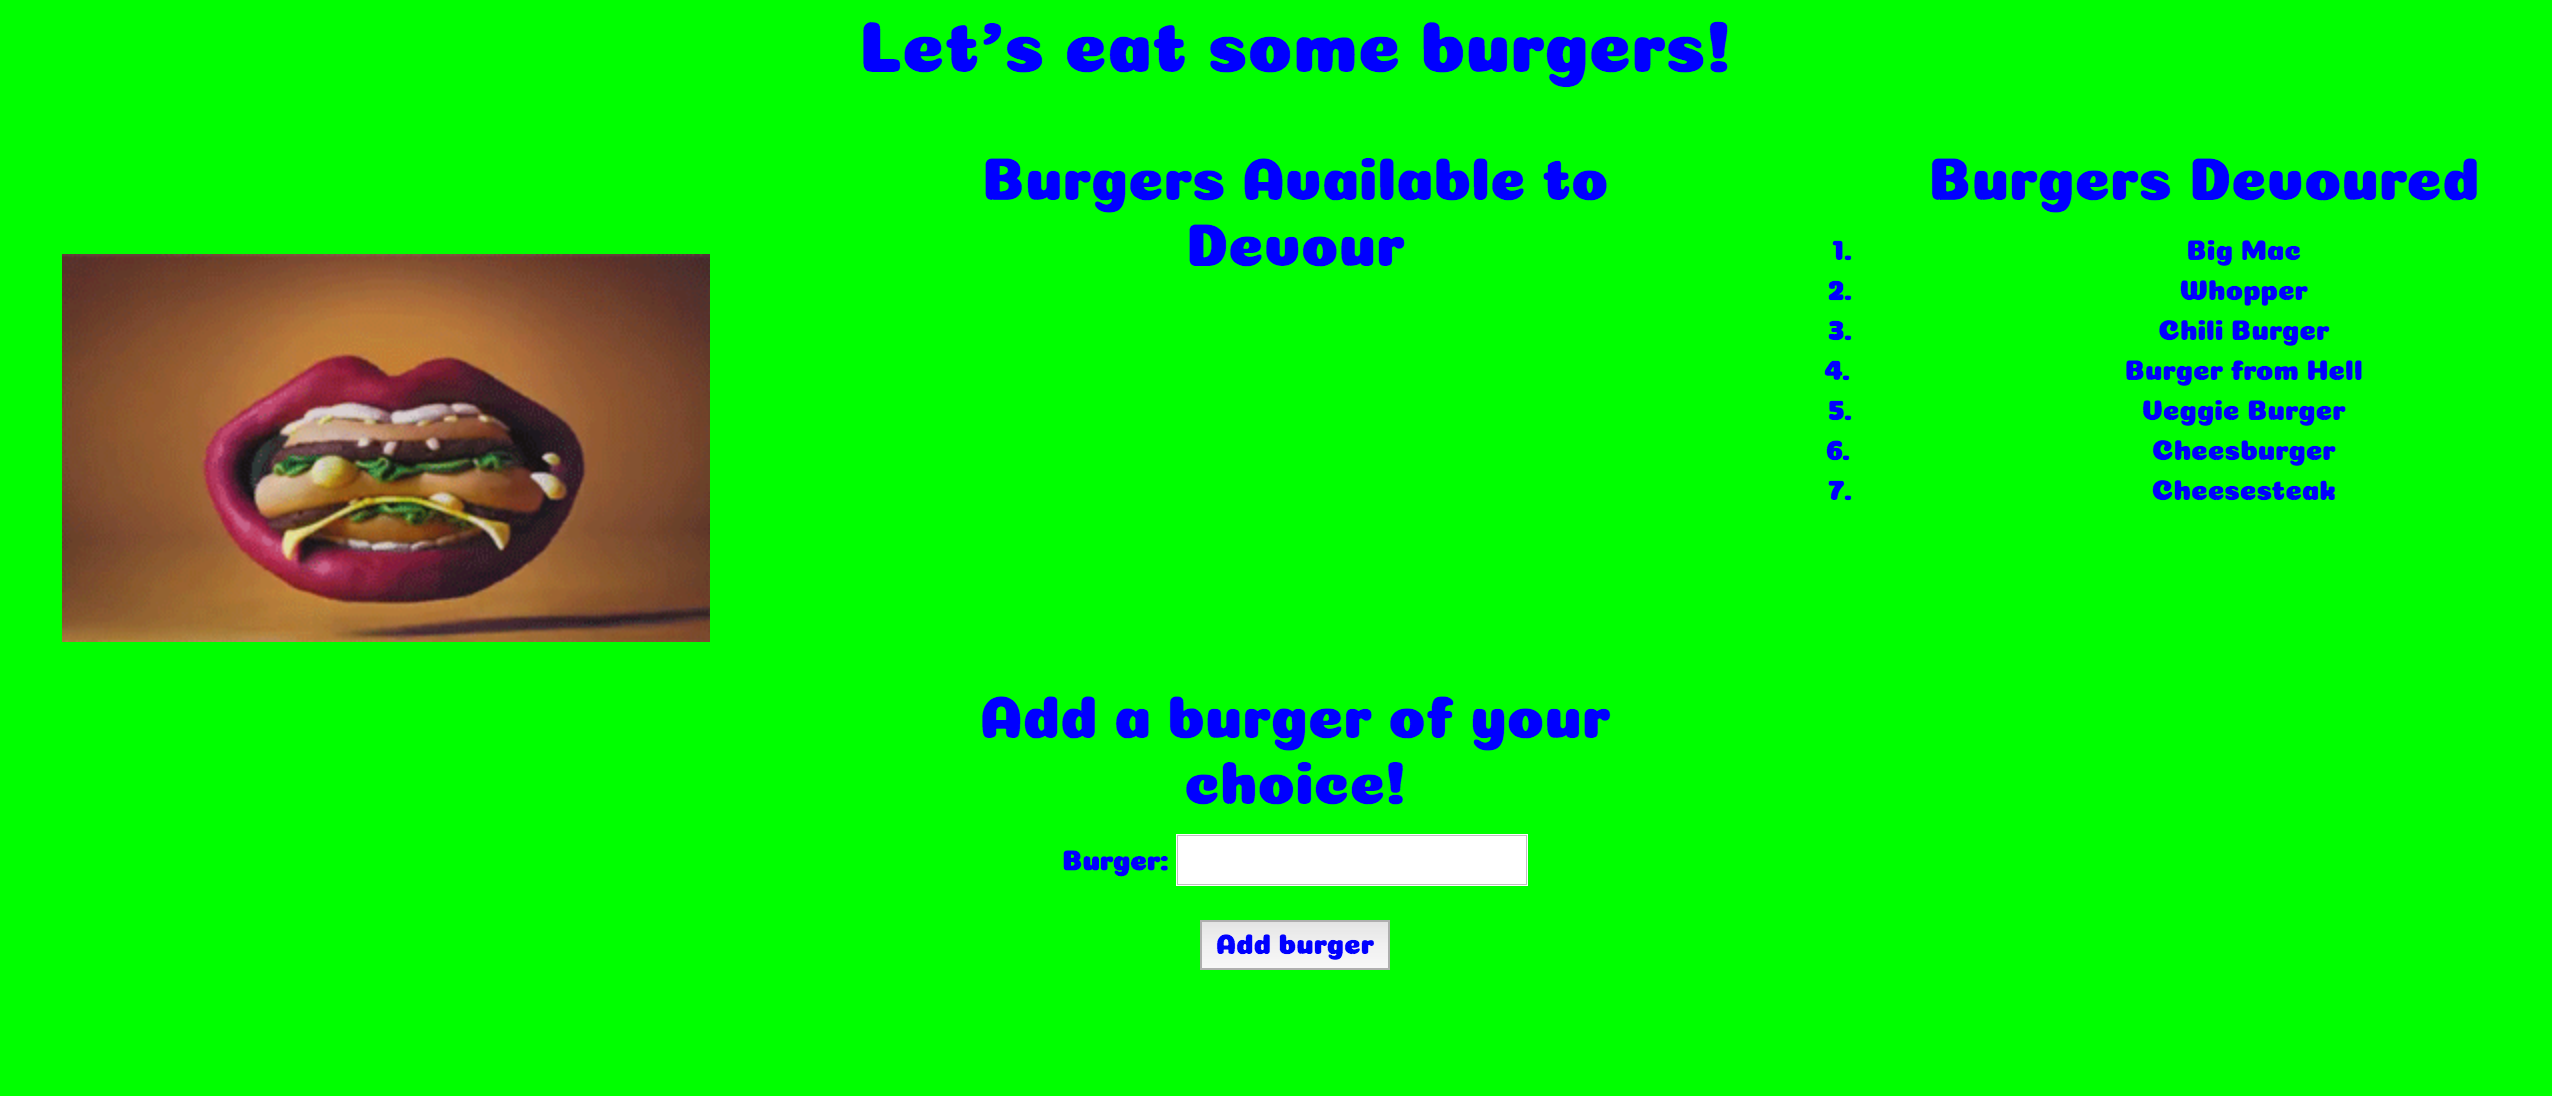 Let's eat some burgers!
Burgers Available to
Devour
Burgers Devoured
1. Big Mac
2. Whopper
3. Chili Burger
4. Burger from Hell
5. Veggie Burger
6. Cheesburger
7. Cheesesteak
Add a burger of your
choice!
Burger:
Add burger